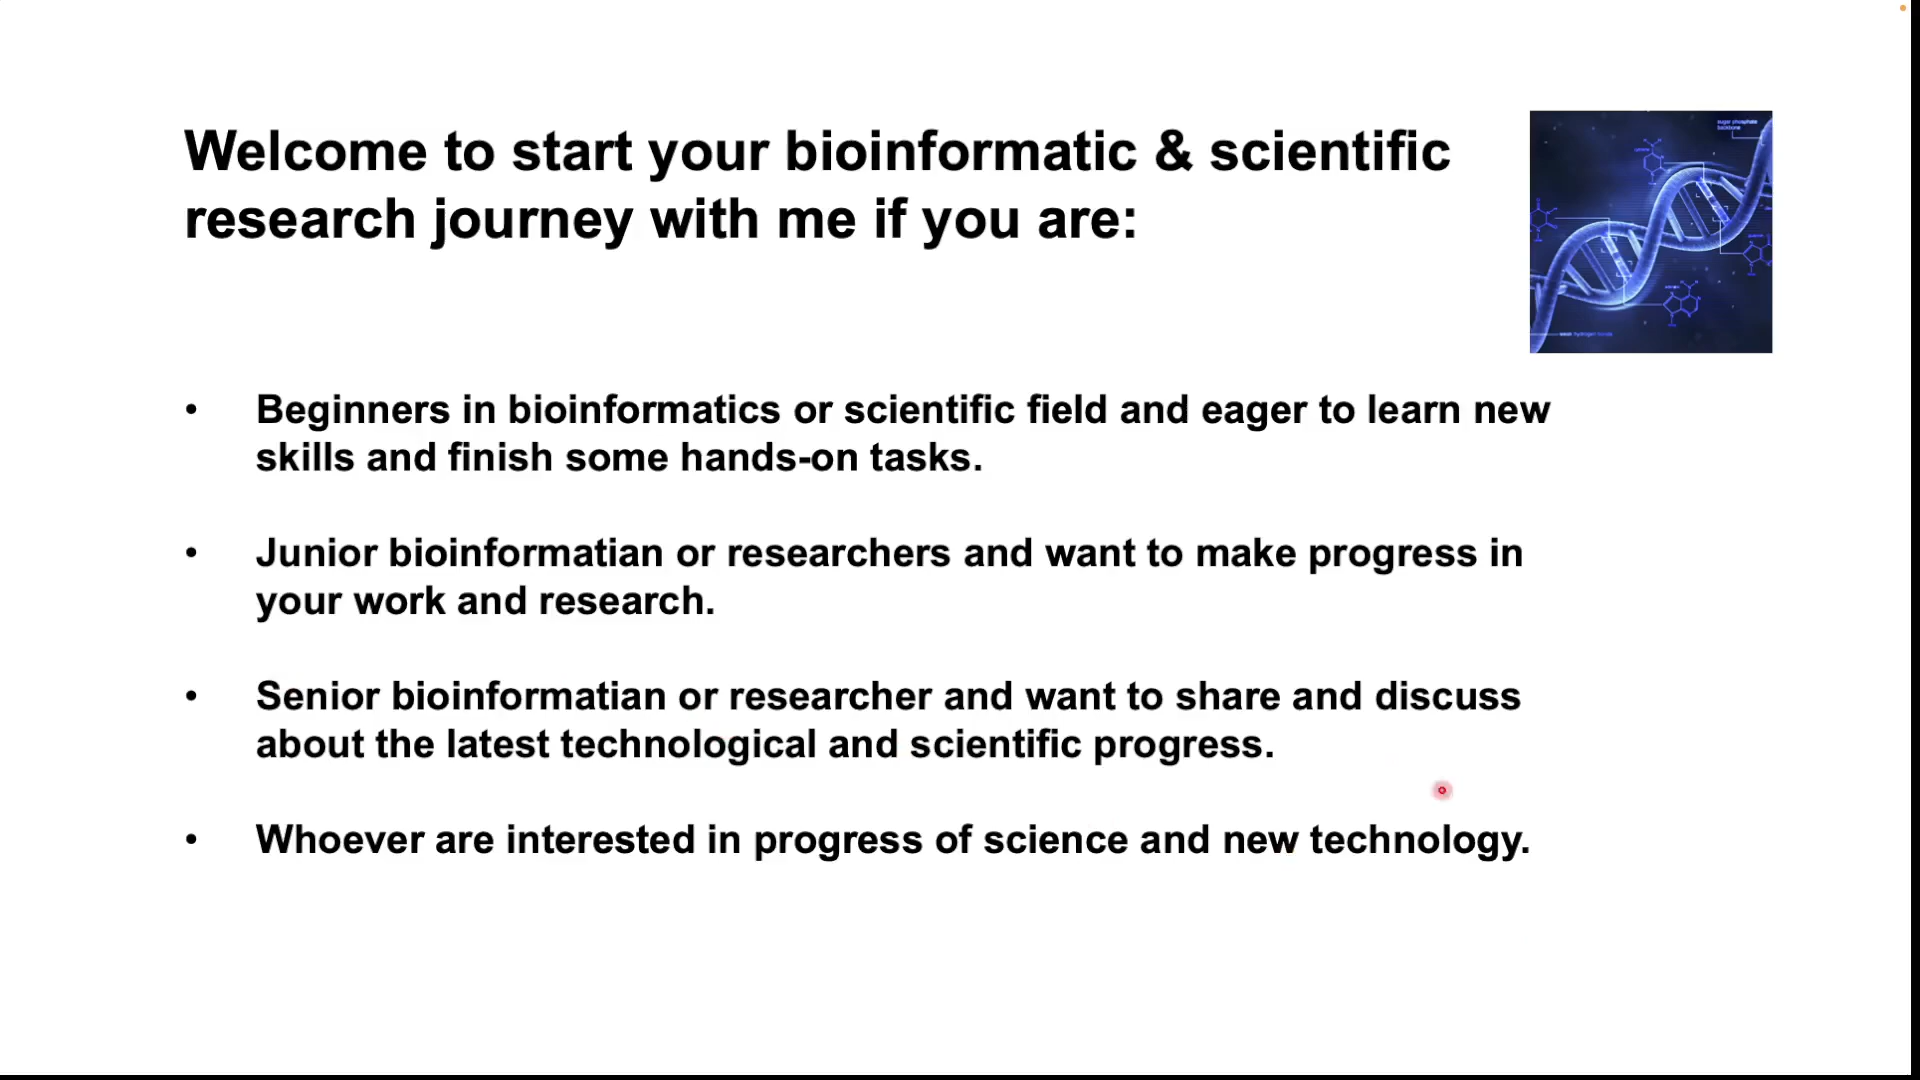 Welcome to start your bioinformatic & scientific
research journey with me if you are:
sugar phosphate
backbone
• Beginners in bioinformatics or scientific field and eager to learn new
skills and finish some hands-on tasks.
• Junior bioinformatian or researchers and want to make progress in
your work and research.
• Senior bioinformatian or researcher and want to share and discuss
about the latest technological and scientific progress.
• Whoever are interested in progress of science and new technology.